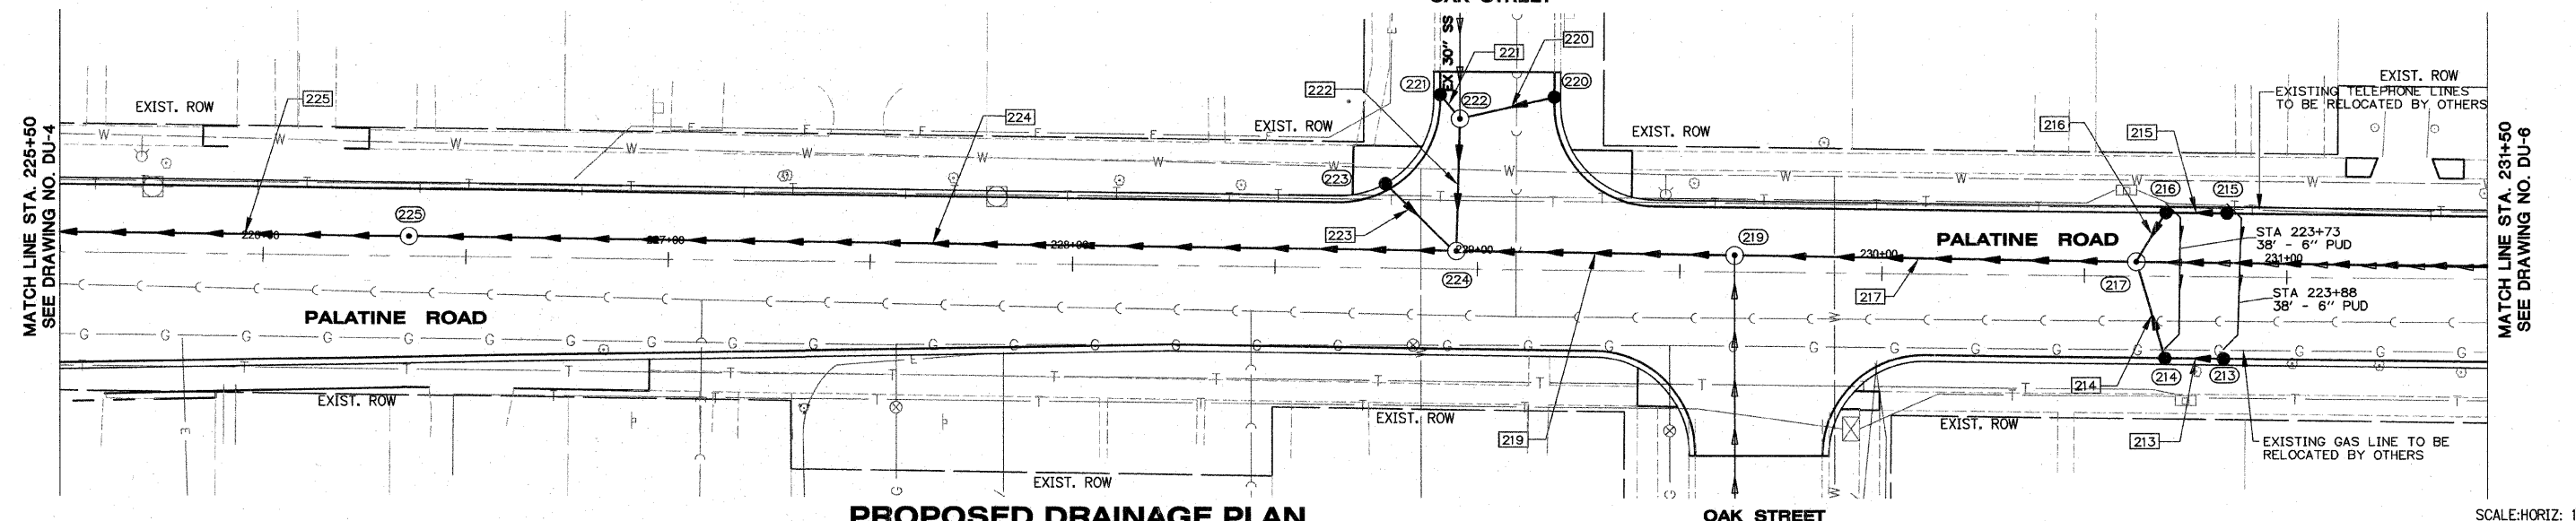 OAK STREET
EX 30" SS
221
220
225
222
221
222
220
EXIST. ROW
EXISTING TELEPHONE LINES
TO BE RELOCATED BY OTHERS
EXIST. ROW
224
EXIST. ROW
EXIST. ROW
216
215
MATCH LINE STA. 225+50
SEE DRAWING NO. DU-4
MATCH LINE STA. 231+50
SEE DRAWING NO. DU-6
223
216
215
225
223
219
PALATINE ROAD
STA 223+73
38' - 6" PUD
227+00
228+00
229+00
230+00
231+00
224
217
217
STA 223+88
38' - 6" PUD
PALATINE ROAD
214
213
214
EXIST. ROW
EXIST. ROW
EXIST. ROW
219
213
EXISTING GAS LINE TO BE
RELOCATED BY OTHERS
EXIST. ROW
PROPOSED DRAINAGE PLAN
OAK STREET
SCALE:HORIZ: 1